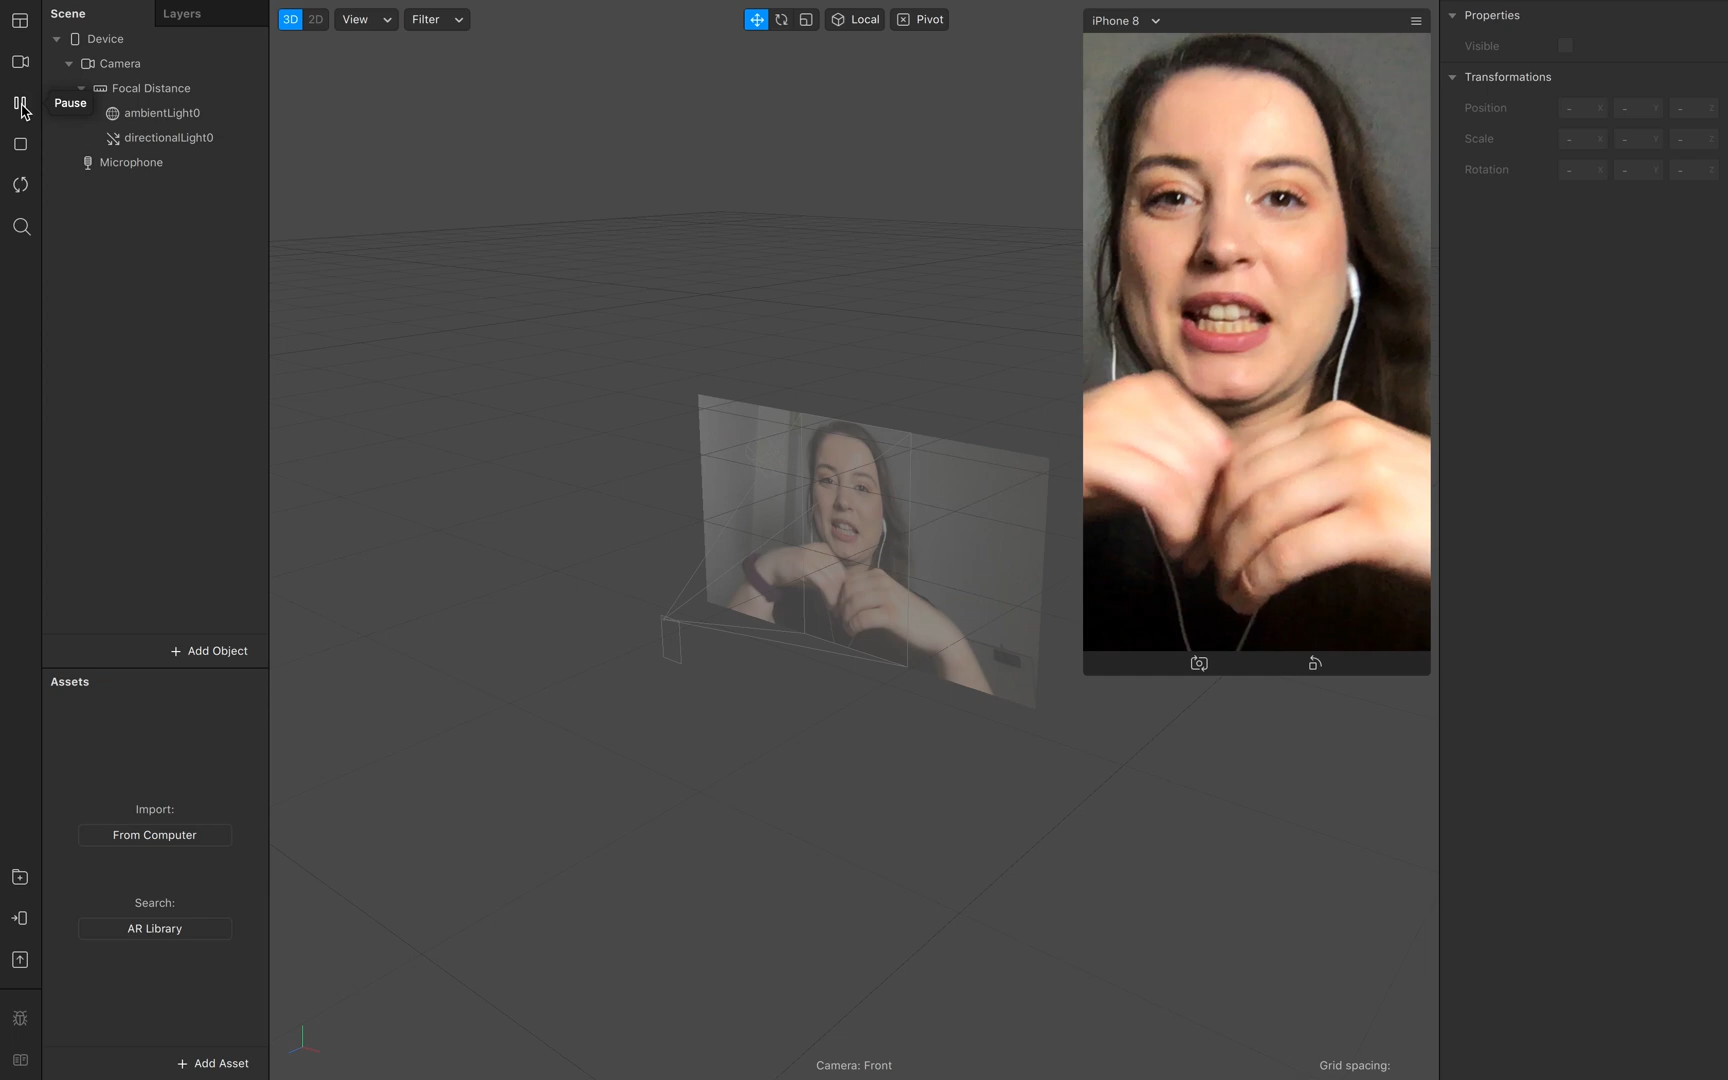 Scene
Layers
Device
Camera
Focal Distance
ambientLight0
directionalLight0
Microphone
Pause
+ Add Object
Assets
Import:
From Computer
Search:
AR Library
+ Add Asset
3D
2D
View
Filter
Local
Pivot
iPhone 8
Camera: Front
Grid spacing:
Properties
Visible
Transformations
Position - X - Y - Z
Scale - X - Y - Z
Rotation - X - Y - Z